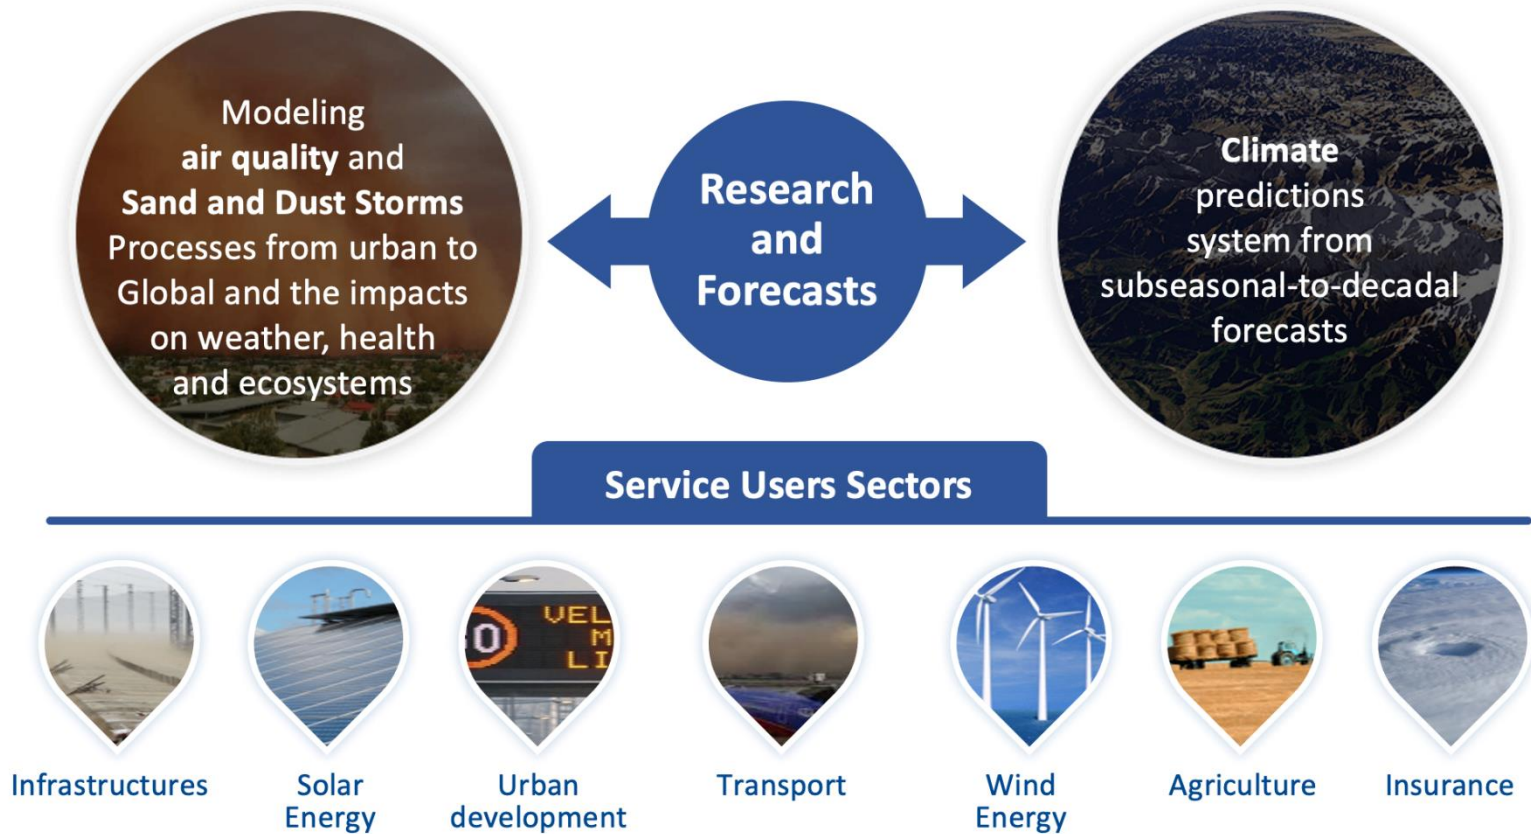 Modeling
air quality and
Sand and Dust Storms
Processes from urban to
Global and the impacts
on weather, health
and ecosystems
Research
and
Forecasts
Climate
predictions
system from
subseasonal-to-decadal
forecasts
Service Users Sectors
VEL
M
LI
Infrastructures
Solar
Energy
Urban
development
Transport
Wind
Energy
Agriculture
Insurance